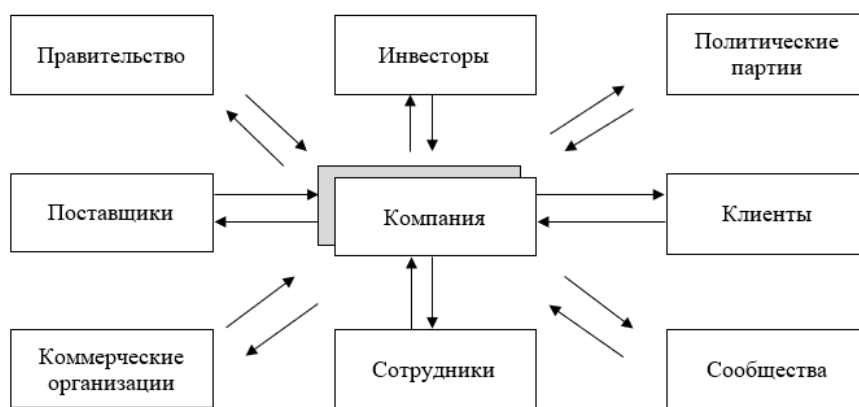 Правительство
Инвесторы
Политические
партии
Поставщики
Компания
Клиенты
Коммерческие
организации
Сотрудники
Сообщества